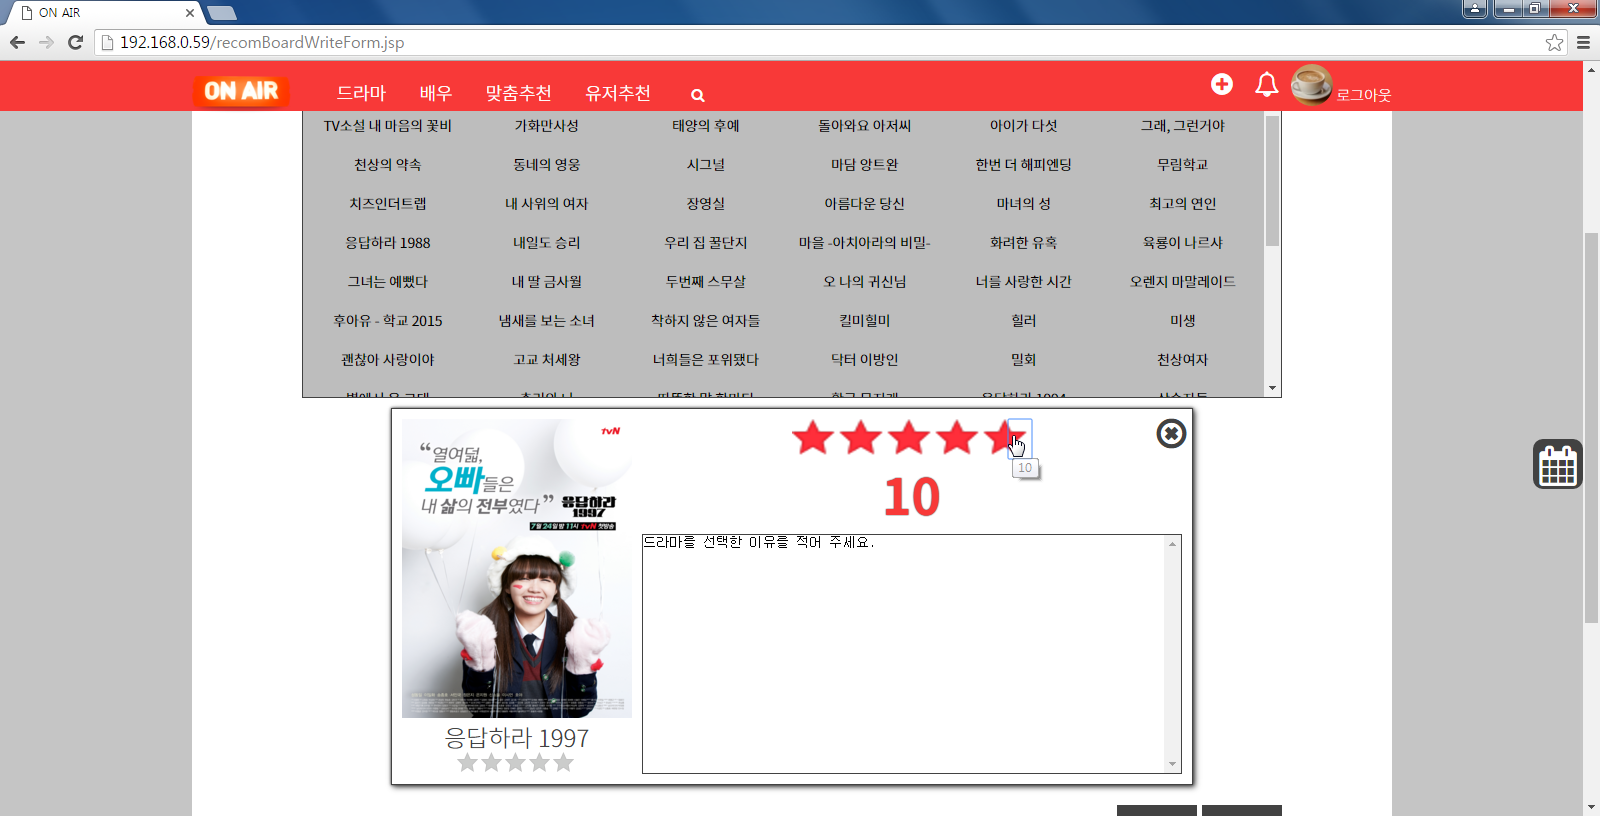 ON AIR
192.168.0.59/recomBoardWriteForm.jsp
ON AIR 드라마 배우 맞춤추천 유저추천 로그아웃
TV소설 내 마음의 꽃비 가화만사성 태양의 후예 돌아와요 아저씨 아이가 다섯 그래, 그런거야
천상의 약속 동네의 영웅 시그널 마담 앙트완 한번 더 해피엔딩 무림학교
치즈인더트랩 내 사위의 여자 장영실 아름다운 당신 마녀의 성 최고의 연인
응답하라 1988 내일도 승리 우리 집 꿀단지 마을 -아치아라의 비밀- 화려한 유혹 육룡이 나르샤
그녀는 예뻤다 내 딸 금사월 두번째 스무살 오 나의 귀신님 너를 사랑한 시간 오렌지 마말레이드
후아유 - 학교 2015 냄새를 보는 소녀 착하지 않은 여자들 킬미힐미 힐러 미생
괜찮아 사랑이야 고교 처세왕 너희들은 포위됐다 닥터 이방인 밀회 천상여자
tvN
“열여덟,
오빠들은
내 삶의 전부였다”
응답하라
1997
7월 24일 밤 11시 tvN 첫방송
응답하라 1997
10
10
드라마를 선택한 이유를 적어 주세요.